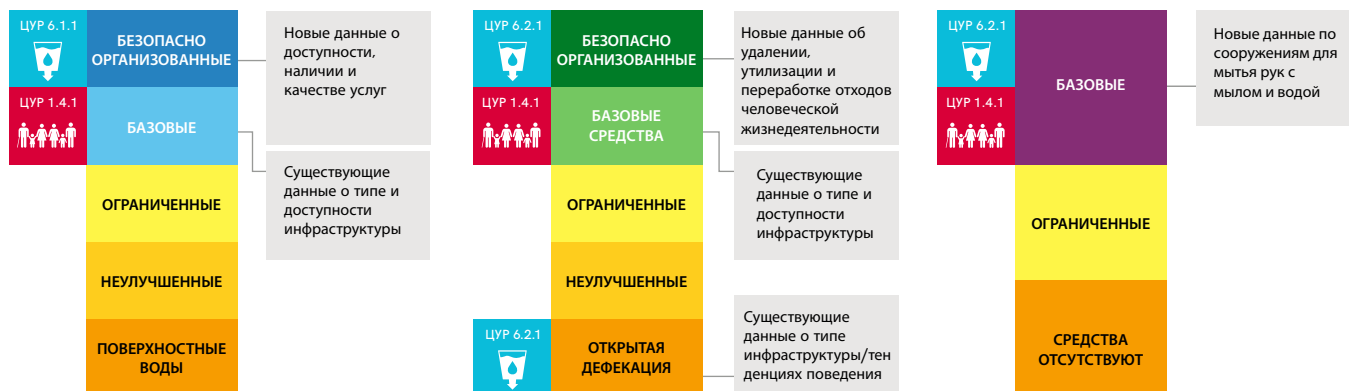 ЦУР 6.1.1
БЕЗОПАСНО
ОРГАНИЗОВАННЫЕ
Новые данные о
доступности,
наличии и
качестве услуг
ЦУР 1.4.1
БАЗОВЫЕ
Существующие
данные о типе и
доступности
инфраструктуры
ОГРАНИЧЕННЫЕ
НЕУЛУЧШЕННЫЕ
ПОВЕРХНОСТНЫЕ
ВОДЫ
ЦУР 6.2.1
БЕЗОПАСНО
ОРГАНИЗОВАННЫЕ
Новые данные об
удалении,
утилизации и
переработке отходов
человеческой
жизнедеятельности
ЦУР 1.4.1
БАЗОВЫЕ
СРЕДСТВА
Существующие
данные о типе и
доступности
инфраструктуры
ОГРАНИЧЕННЫЕ
НЕУЛУЧШЕННЫЕ
ЦУР 6.2.1
ОТКРЫТАЯ
ДЕФЕКАЦИЯ
Существующие
данные о типе
инфраструктуры/тен
денциях поведения
ЦУР 6.2.1
ЦУР 1.4.1
БАЗОВЫЕ
Новые данные по
сооружениям для
мытья рук с
мылом и водой
ОГРАНИЧЕННЫЕ
СРЕДСТВА
ОТСУТСТВУЮТ